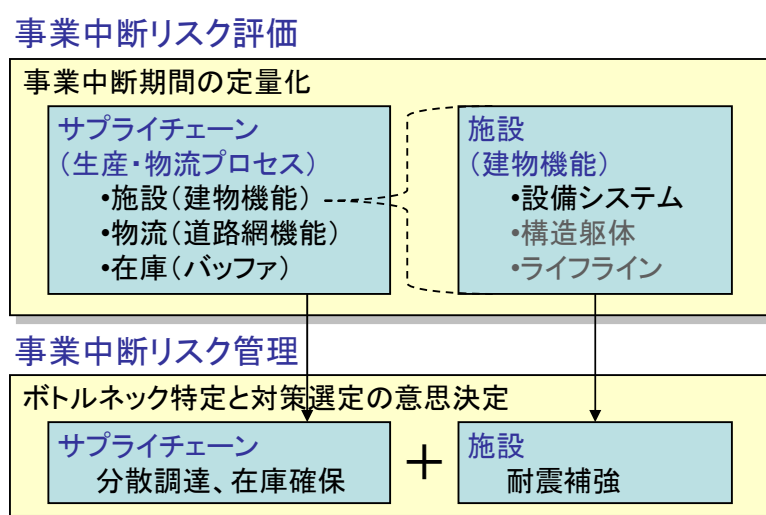 事業中断リスク評価
事業中断期間の定量化
サプライチェーン
（生産・物流プロセス）
•施設（建物機能）
•物流（道路網機能）
•在庫（バッファ）
施設
（建物機能）
•設備システム
•構造躯体
•ライフライン
事業中断リスク管理
ボトルネック特定と対策選定の意思決定
サプライチェーン
分散調達、在庫確保
＋
施設
耐震補強